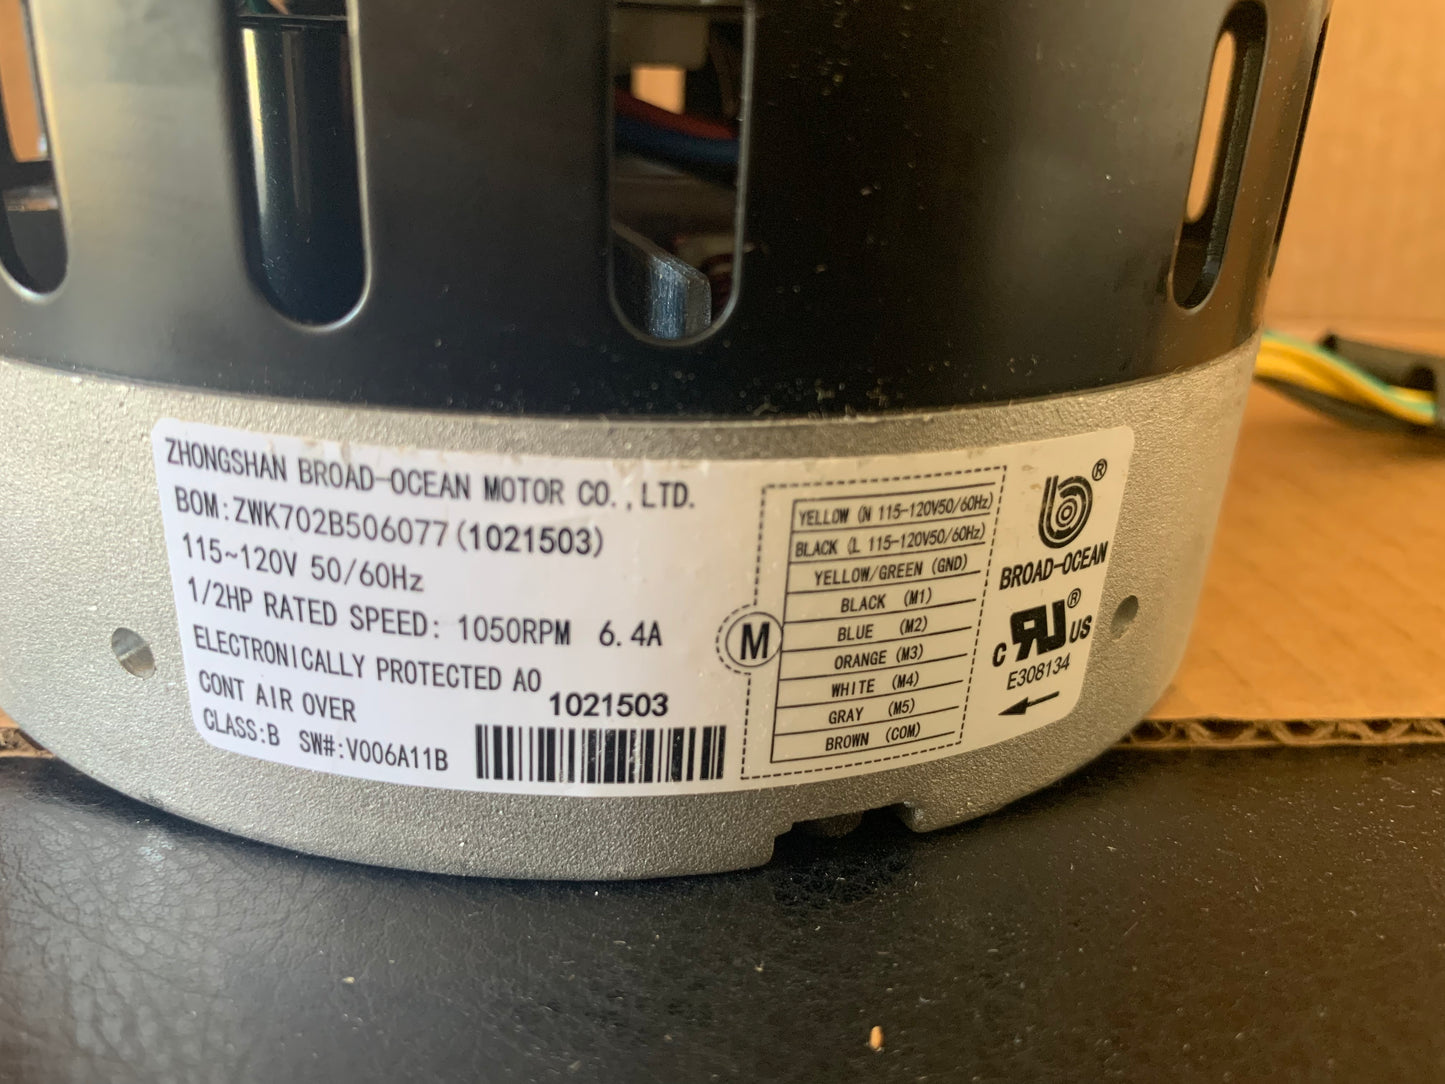 ZHONGSHAN BROAD-OCEAN MOTOR CO.,LTD.
BOM:ZWK702B506077(1021503)
115~120V 50/60Hz
1/2HP RATED SPEED: 1050RPM 6.4A
ELECTRONICALLY PROTECTED AO
CONT AIR OVER
CLASS:B SW#:V006A11B
1021503
M
YELLOW (N 115-120V50/60Hz)
BLACK (L 115-120V50/60Hz)
YELLOW/GREEN (GND)
BLACK (M1)
BLUE (M2)
ORANGE (M3)
WHITE (M4)
GRAY (M5)
BROWN (COM)
®
BROAD-OCEAN
c RU ® US
E308134